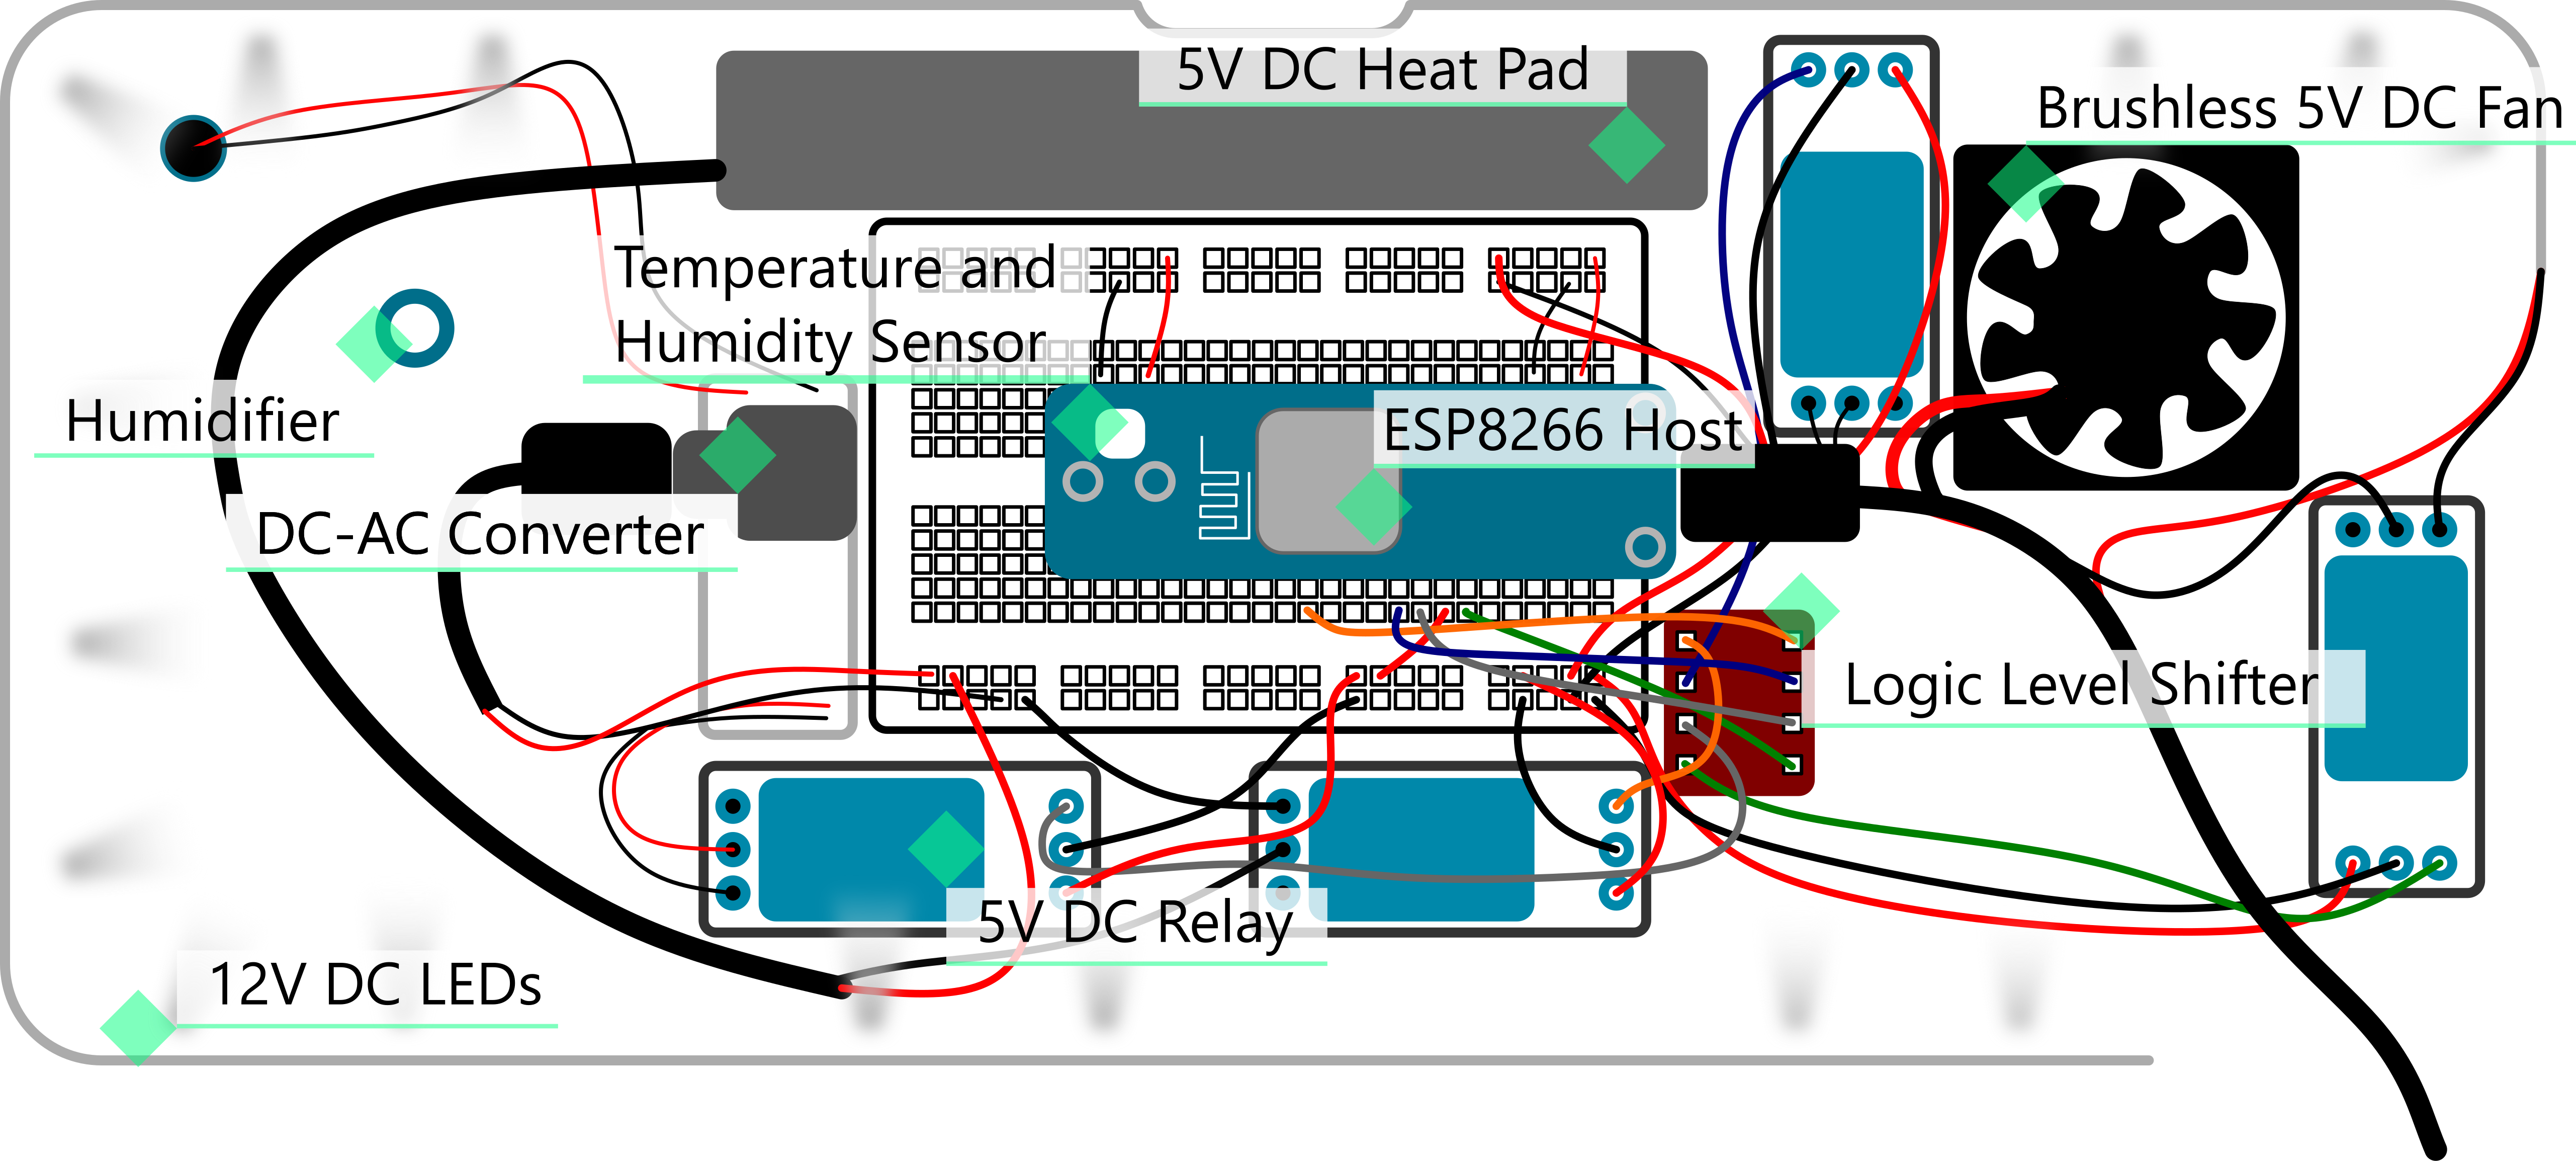 5V DC Heat Pad
Brushless 5V DC Fan
Temperature and
Humidity Sensor
Humidifier
ESP8266 Host
DC-AC Converter
Logic Level Shifter
5V DC Relay
12V DC LEDs